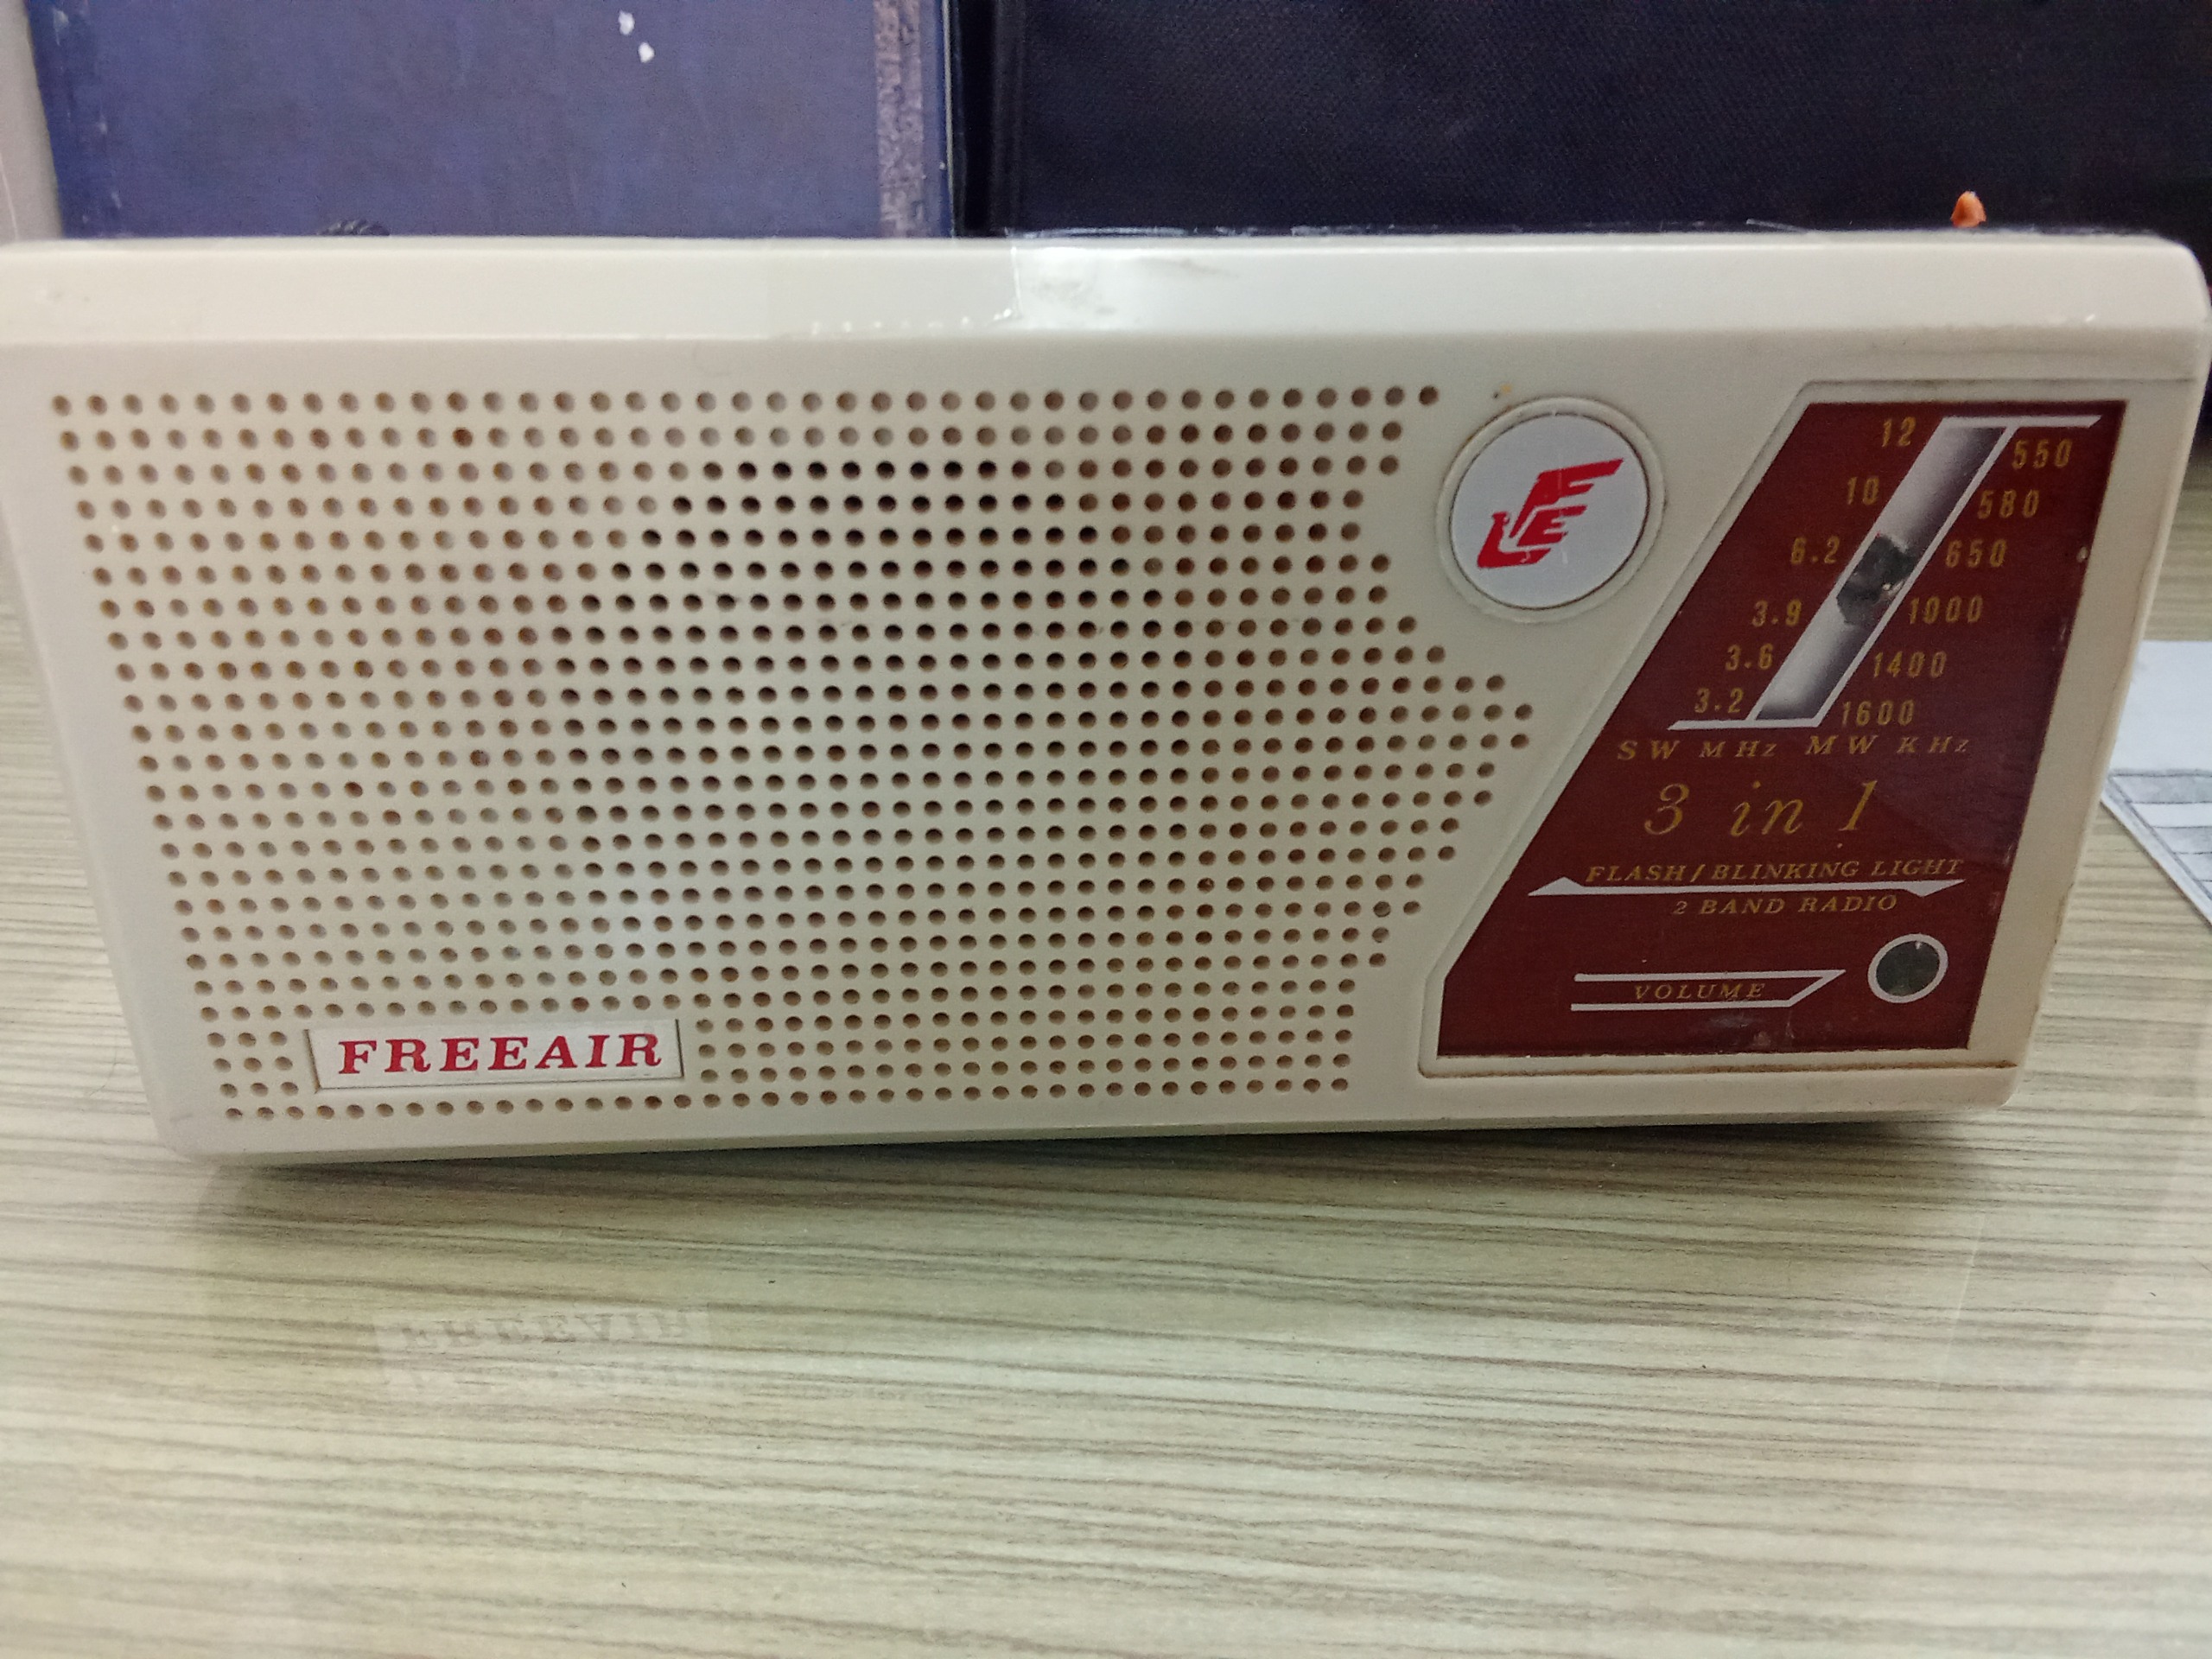 FE
12 550
10 580
6.2 650
3.9 1000
3.6 1400
3.2 1600
SW MHz MW KHz
3 in 1
FLASH/BLINKING LIGHT
2 BAND RADIO
VOLUME
FREEAIR